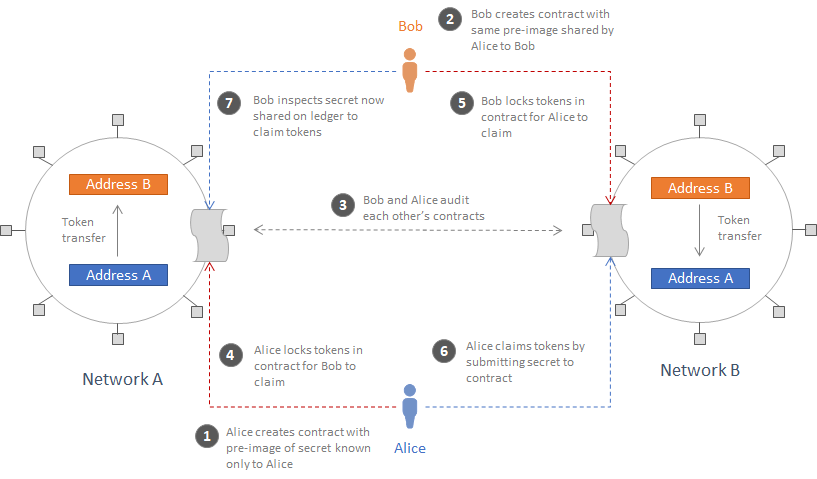 Bob
2
Bob creates contract with
same pre-image shared by
Alice to Bob
7
Bob inspects secret now
shared on ledger to
claim tokens
5
Bob locks tokens in
contract for Alice to
claim
Address B
Token
transfer
Address A
3
Bob and Alice audit
each other’s contracts
Address B
Token
transfer
Address A
Network A
4
Alice locks tokens in
contract for Bob to
claim
6
Alice claims tokens by
submitting secret to
contract
Network B
1
Alice creates contract with
pre-image of secret known
only to Alice
Alice